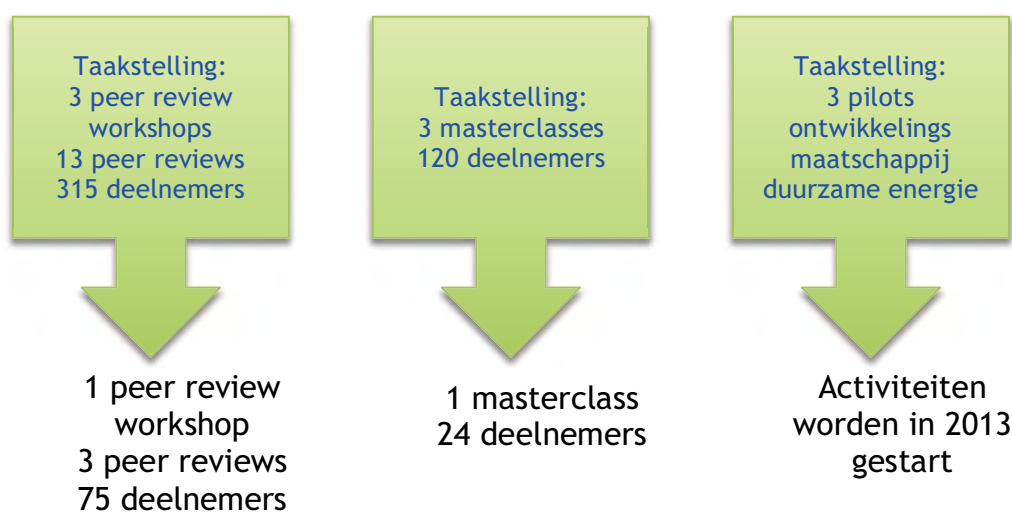 Taakstelling:
3 peer review
workshops
13 peer reviews
315 deelnemers
1 peer review
workshop
3 peer reviews
75 deelnemers
Taakstelling:
3 masterclasses
120 deelnemers
1 masterclass
24 deelnemers
Taakstelling:
3 pilots
ontwikkelings
maatschappij
duurzame energie
Activiteiten
worden in 2013
gestart